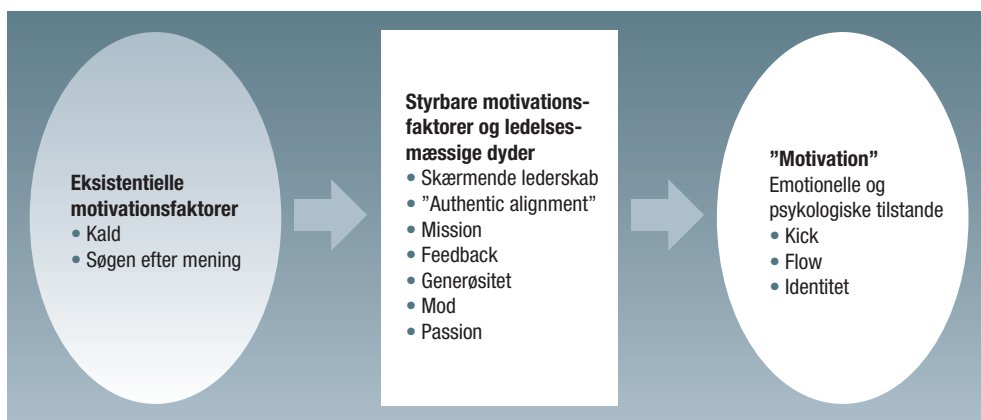 Eksistentielle
motivationsfaktorer
• Kald
• Søgen efter mening
Styrbare motivations-
faktorer og ledelses-
mæssige dyder
• Skærmende lederskab
• ”Authentic alignment”
• Mission
• Feedback
• Generøsitet
• Mod
• Passion
”Motivation”
Emotionelle og
psykologiske tilstande
• Kick
• Flow
• Identitet